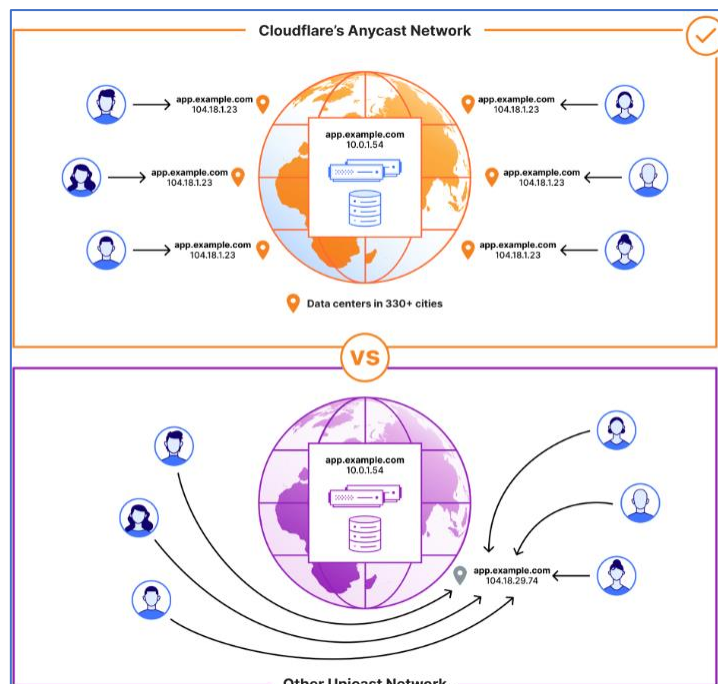 Cloudflare's Anycast Network
app.example.com
104.18.1.23
app.example.com
104.18.1.23
app.example.com
10.0.1.54
app.example.com
104.18.1.23
app.example.com
104.18.1.23
app.example.com
104.18.1.23
app.example.com
104.18.1.23
Data centers in 330+ cities
VS
app.example.com
10.0.1.54
app.example.com
104.18.29.74
Other Unicast Network